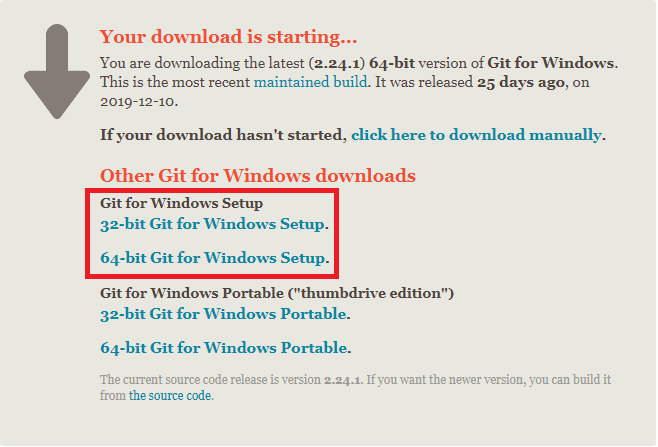 Your download is starting...
You are downloading the latest (2.24.1) 64-bit version of Git for Windows.
This is the most recent maintained build. It was released 25 days ago, on
2019-12-10.
If your download hasn't started, click here to download manually.
Other Git for Windows downloads
Git for Windows Setup
32-bit Git for Windows Setup.
64-bit Git for Windows Setup.
Git for Windows Portable ("thumbdrive edition")
32-bit Git for Windows Portable.
64-bit Git for Windows Portable.
The current source code release is version 2.24.1. If you want the newer version, you can build it
from the source code.